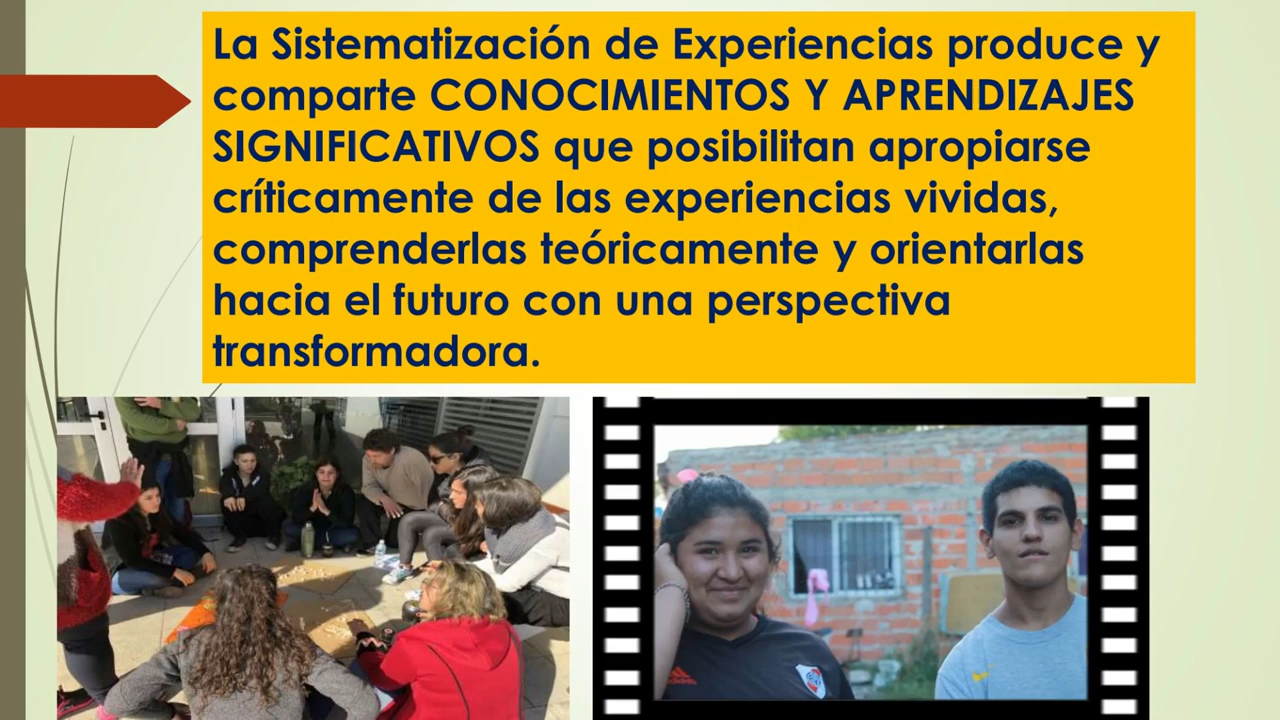 La Sistematización de Experiencias produce y
comparte CONOCIMIENTOS Y APRENDIZAJES
SIGNIFICATIVOS que posibilitan apropiarse
críticamente de las experiencias vividas,
comprenderlas teóricamente y orientarlas
hacia el futuro con una perspectiva
transformadora.